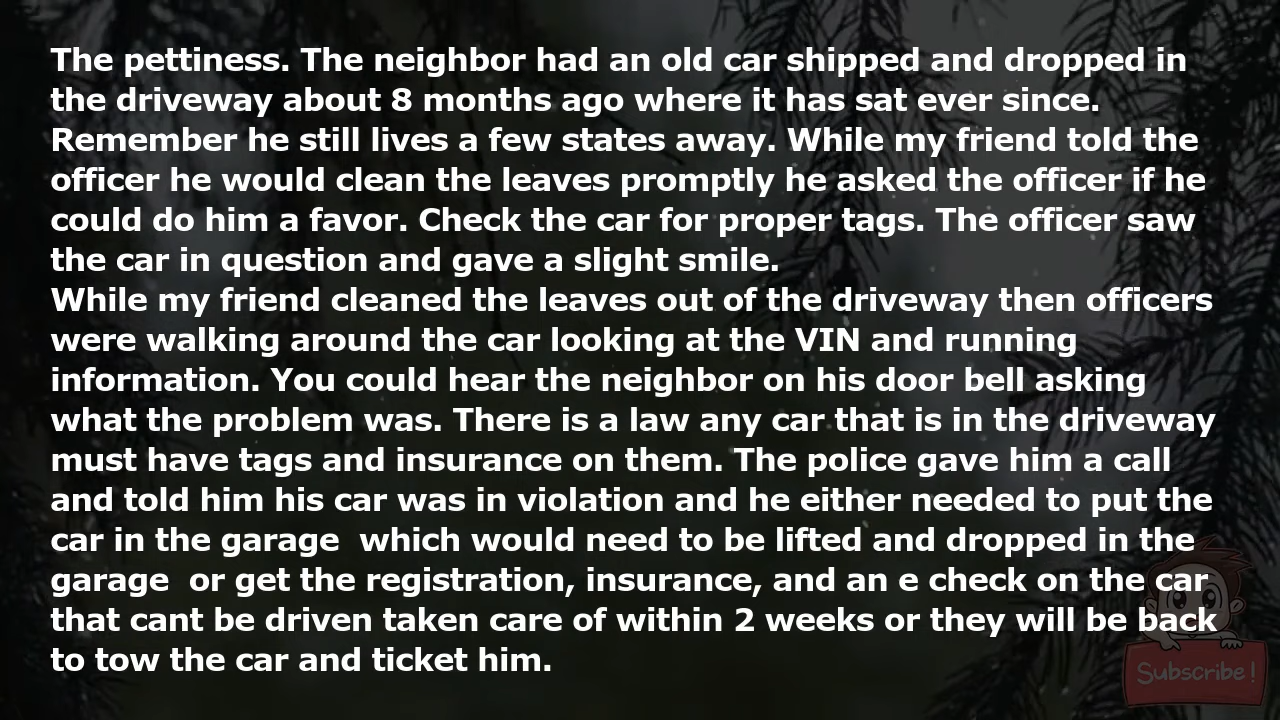 The pettiness. The neighbor had an old car shipped and dropped in
the driveway about 8 months ago where it has sat ever since.
Remember he still lives a few states away. While my friend told the
officer he would clean the leaves promptly he asked the officer if he
could do him a favor. Check the car for proper tags. The officer saw
the car in question and gave a slight smile.
While my friend cleaned the leaves out of the driveway then officers
were walking around the car looking at the VIN and running
information. You could hear the neighbor on his door bell asking
what the problem was. There is a law any car that is in the driveway
must have tags and insurance on them. The police gave him a call
and told him his car was in violation and he either needed to put the
car in the garage  which would need to be lifted and dropped in the
garage  or get the registration, insurance, and an e check on the car
that cant be driven taken care of within 2 weeks or they will be back
to tow the car and ticket him.
Subscribe!